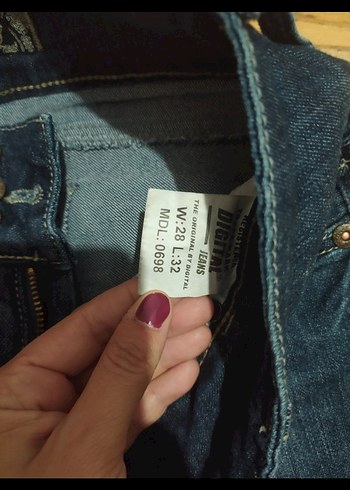 DIGITAL
JEANS
THE ORIGINAL BY DIGITAL
W:28 L:32
MDL: 0698